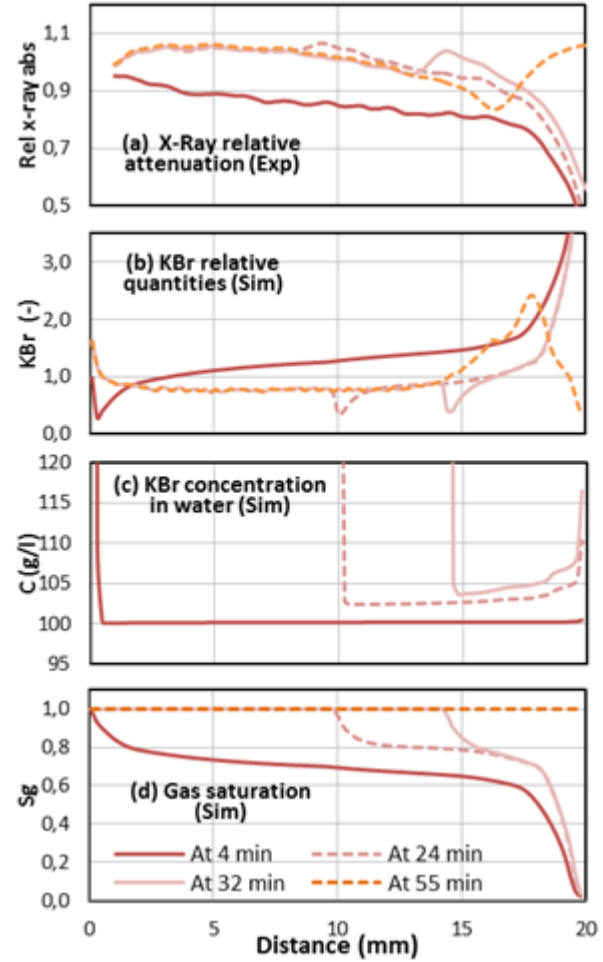 1,1
0,9
0,7
0,5
Rel x-ray abs
(a) X-Ray relative
attenuation (Exp)
3,0
2,0
1,0
0,0
KBr (-)
(b) KBr relative
quantities (Sim)
120
115
110
105
100
95
C (g/l)
(c) KBr concentration
in water (Sim)
1,0
0,8
0,6
0,4
0,2
0,0
Sg
(d) Gas saturation
(Sim)
At 4 min
At 24 min
At 32 min
At 55 min
0
5
10
15
20
Distance (mm)